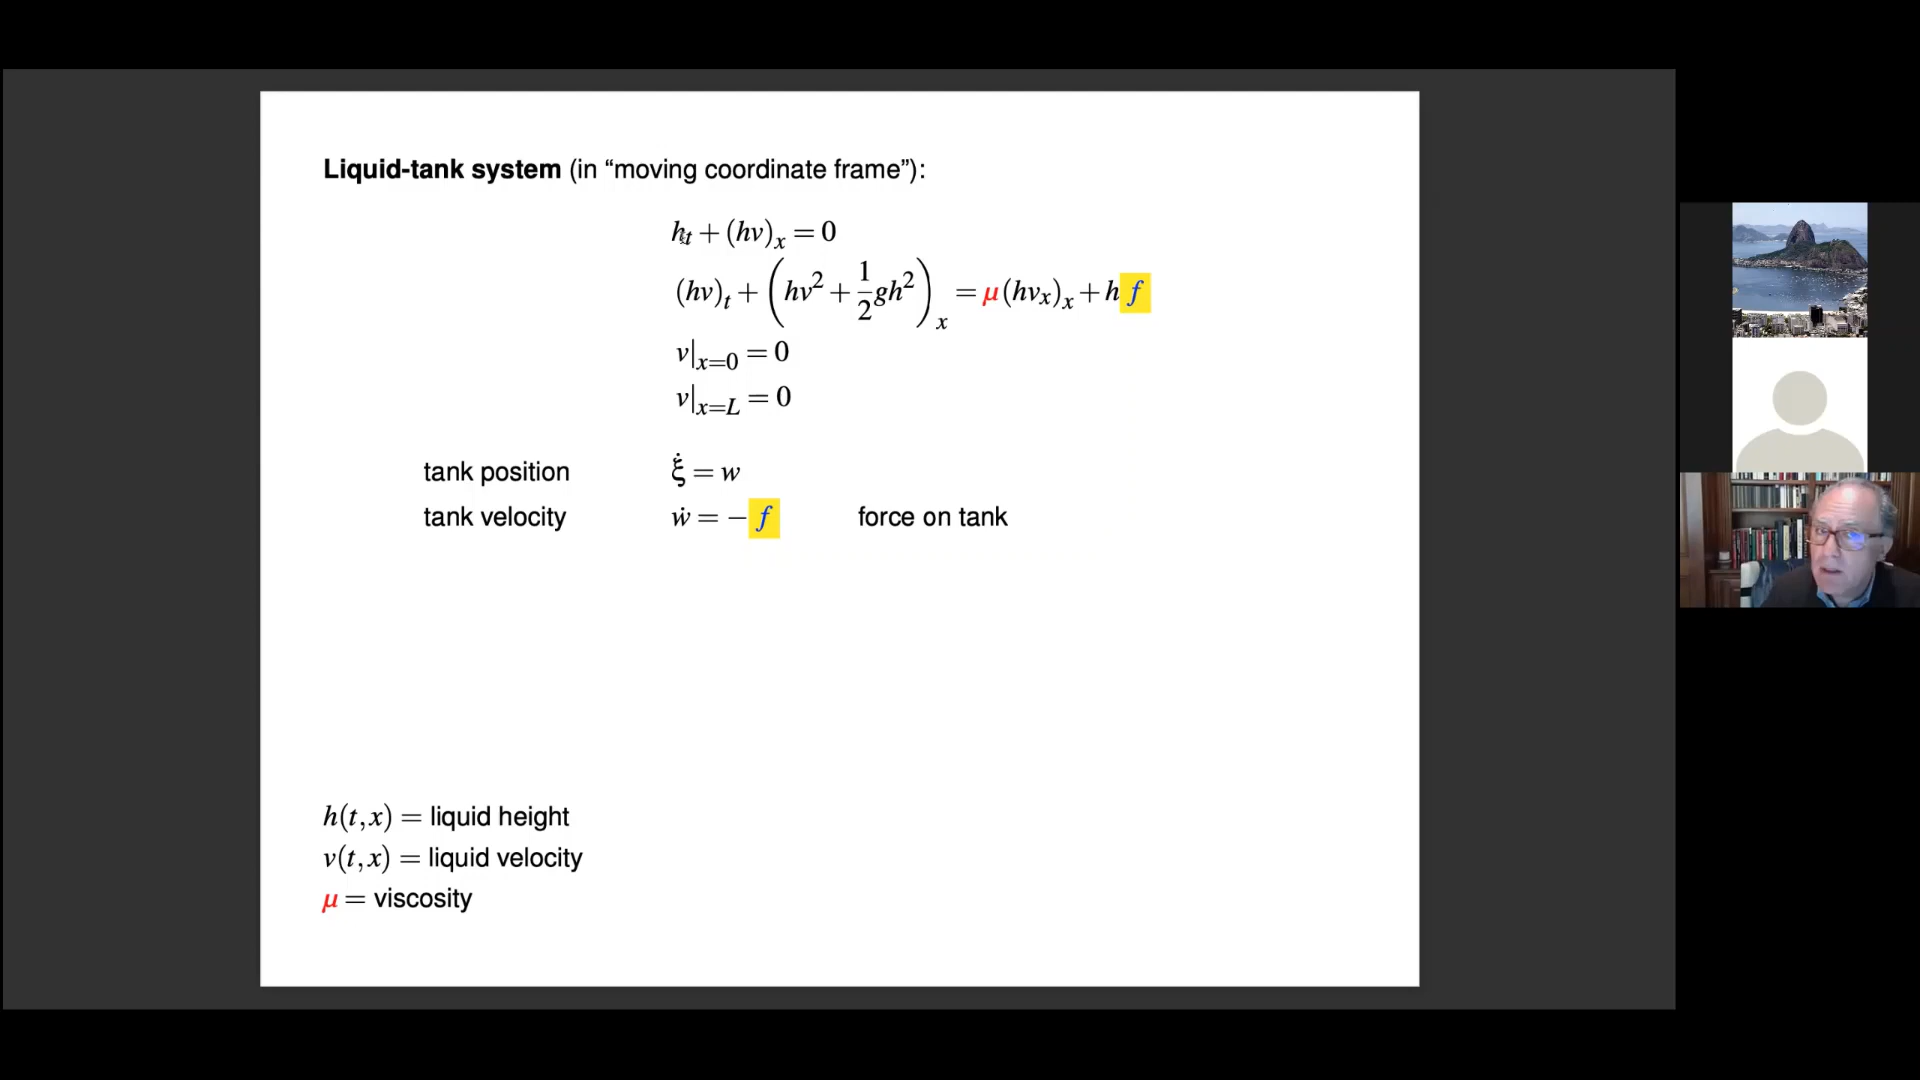 Liquid-tank system (in “moving coordinate frame”):
h_t + (hv)_x = 0
(hv)_t + (hv^2 + \frac{1}{2}gh^2)_x = μ(hv_x)_x + h f
v|_{x=0} = 0
v|_{x=L} = 0
tank position ξ̇ = w
tank velocity ẇ = − f force on tank
h(t,x) = liquid height
v(t,x) = liquid velocity
μ = viscosity